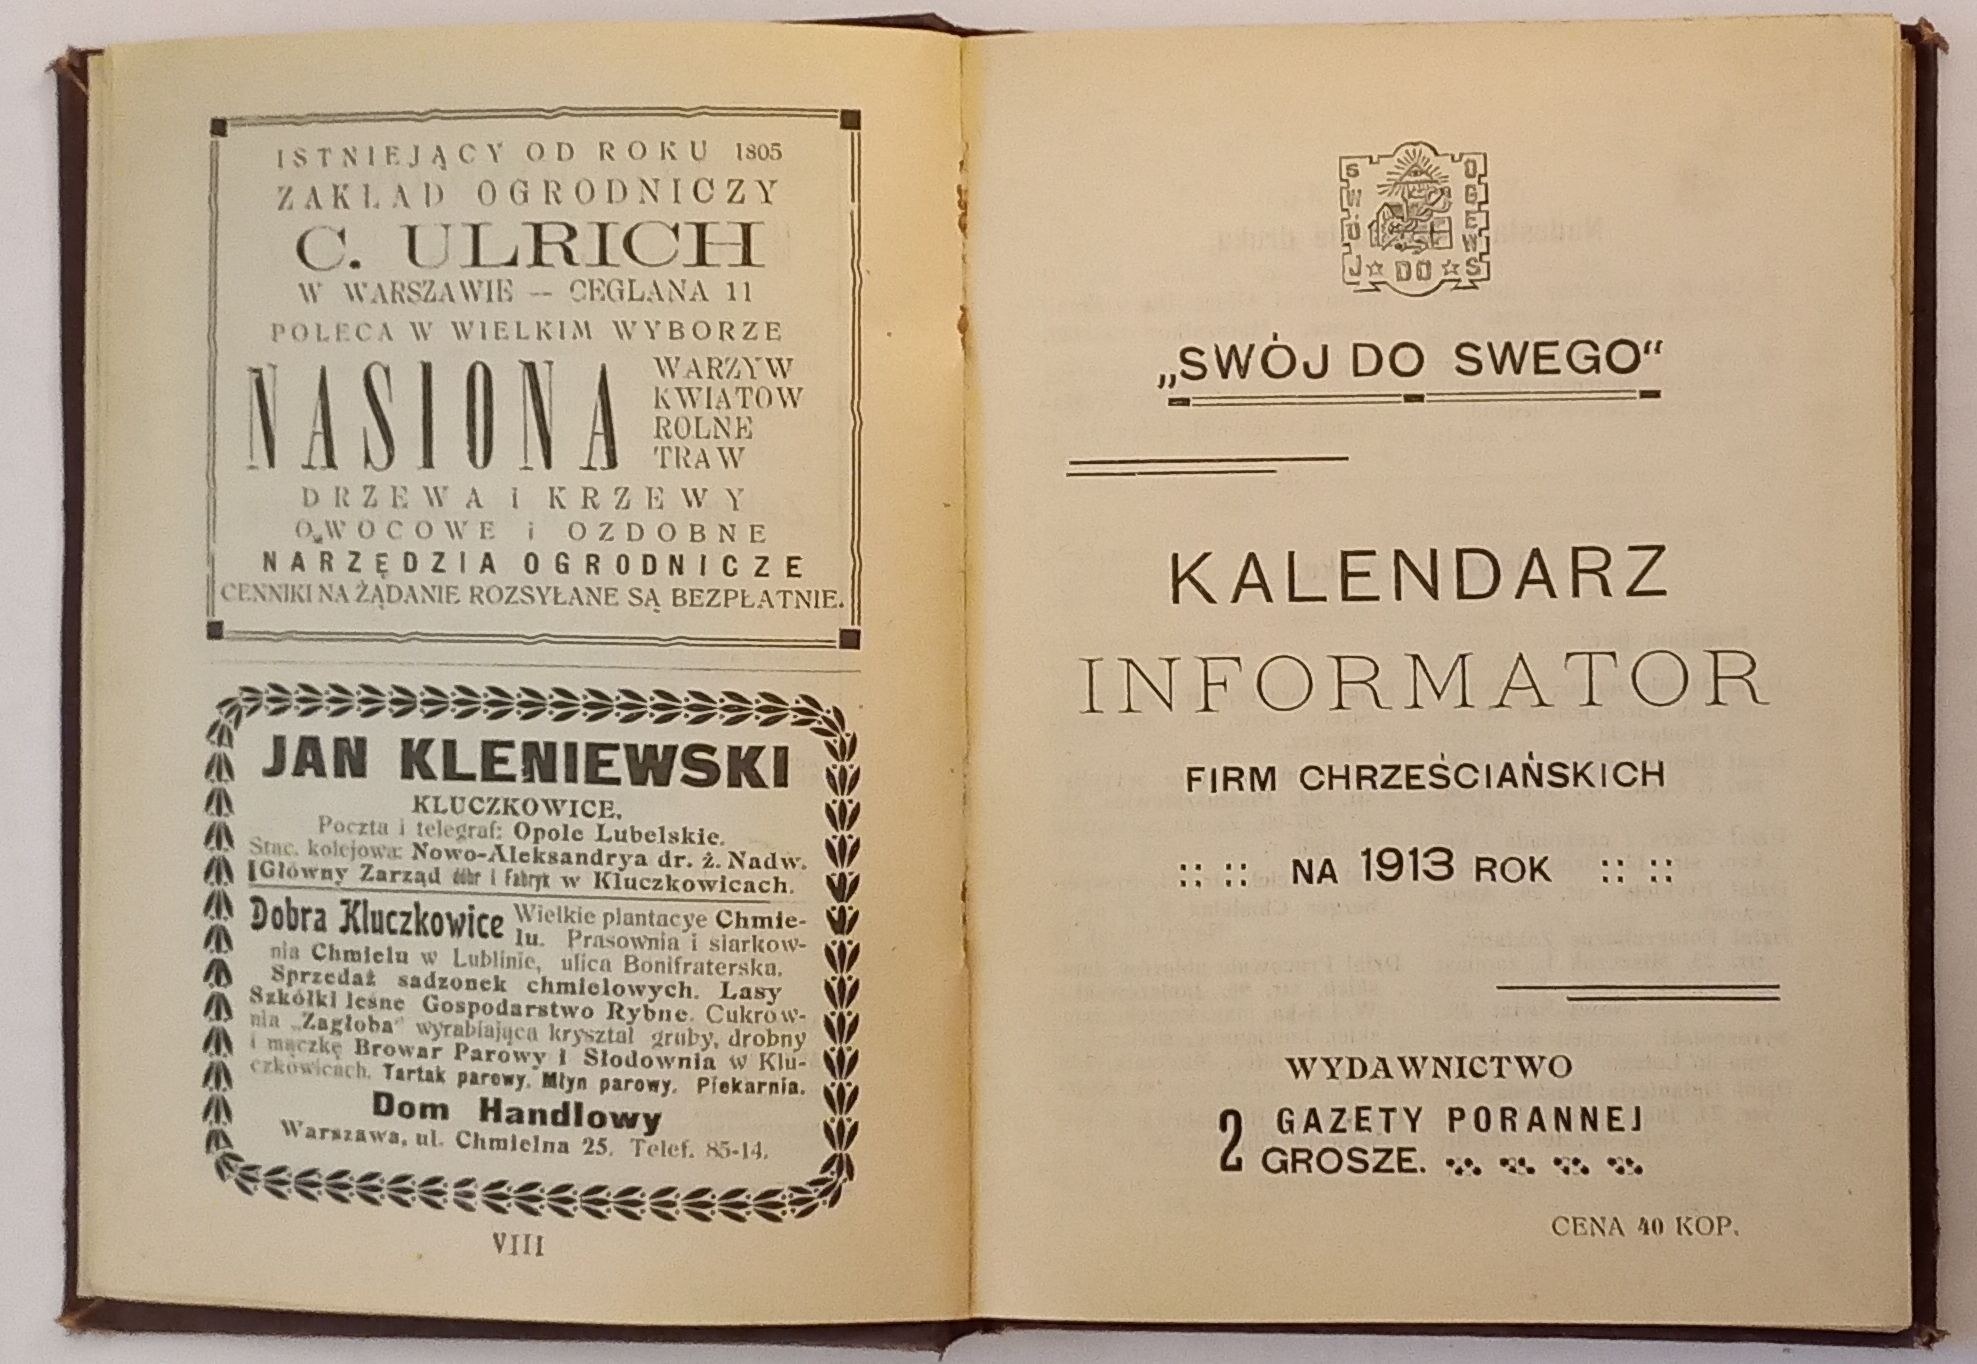 ISTNIEJĄCY OD ROKU 1805
ZAKŁAD OGRODNICZY
C. ULRICH
W WARSZAWIE — CEGLANA 11
POLECA W WIELKIM WYBORZE
NASIONA
WARZYW
KWIATOW
ROLNE
TRAW
DRZEWA i KRZEWY
OWOCOWE i OZDOBNE
NARZĘDZIA OGRODNICZE
CENNIKI NA ŻĄDANIE ROZSYŁANE SĄ BEZPŁATNIE.
JAN KLENIEWSKI
KLUCZKOWICE.
Poczta i telegraf: Opole Lubelskie.
Stac. kolejowa: Nowo-Aleksandrya dr. ż. Nadw.
Główny Zarząd dóbr i Fabryk w Kluczkowicach.
Dobra Kluczkowice Wielkie plantacye Chmie-
lu. Prasownia i siarkow-
nia Chmielu w Lublinie, ulica Bonifraterska.
Sprzedaż sadzonek chmielowych. Lasy
Szkółki leśne Gospodarstwo Rybne. Cukrow-
nia „Zagłoba" wyrabiająca kryształ gruby, drobny
i mączkę Browar Parowy i Słodownia w Klu-
czkowicach. Tartak parowy. Młyn parowy. Piekarnia.
Dom Handlowy
Warszawa, ul. Chmielna 25. Telef. 85-14.
VIII
SWÓJ DO SWEGO
„SWÓJ DO SWEGO“
KALENDARZ
INFORMATOR
FIRM CHRZEŚCIAŃSKICH
:: :: NA 1913 ROK :: ::
WYDAWNICTWO
GAZETY PORANNEJ
2 GROSZE.
CENA 40 KOP.